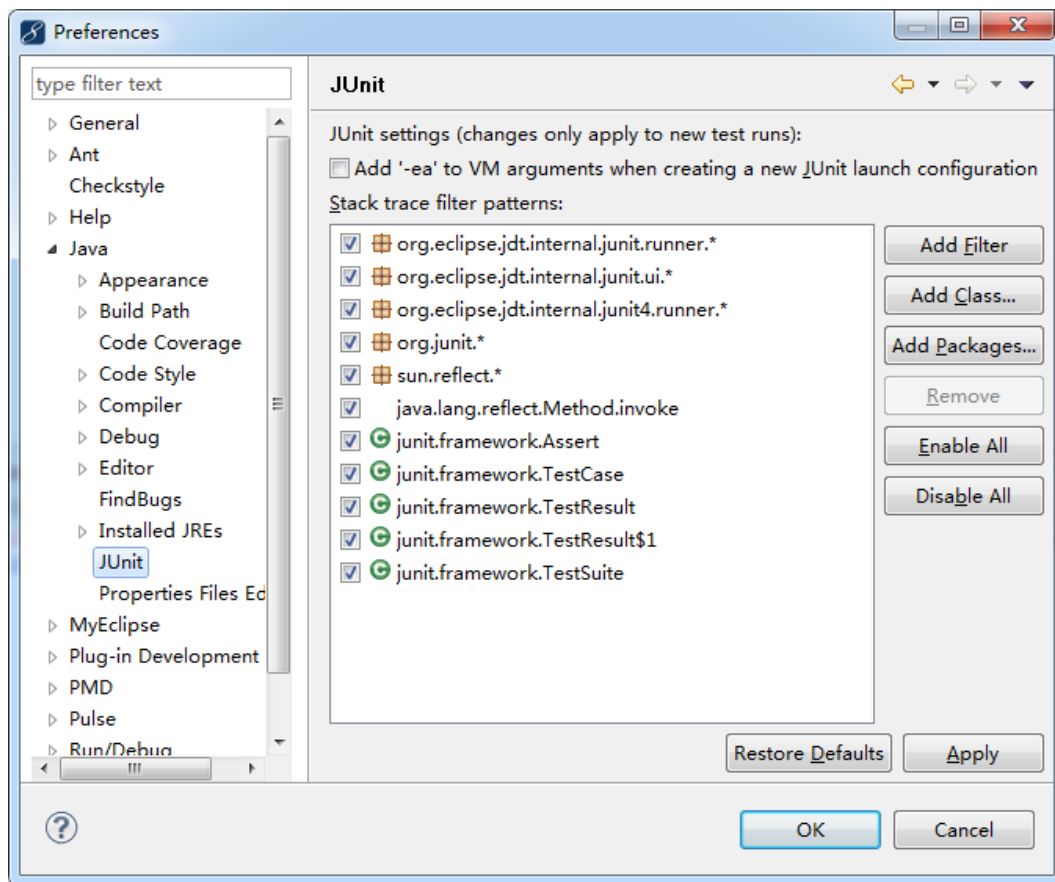 Preferences
type filter text
General
Ant
Checkstyle
Help
Java
Appearance
Build Path
Code Coverage
Code Style
Compiler
Debug
Editor
FindBugs
Installed JREs
JUnit
Properties Files Ed
MyEclipse
Plug-in Development
PMD
Pulse
Run/Debug
JUnit
JUnit settings (changes only apply to new test runs):
Add '-ea' to VM arguments when creating a new JUnit launch configuration
Stack trace filter patterns:
org.eclipse.jdt.internal.junit.runner.*
org.eclipse.jdt.internal.junit.ui.*
org.eclipse.jdt.internal.junit4.runner.*
org.junit.*
sun.reflect.*
java.lang.reflect.Method.invoke
junit.framework.Assert
junit.framework.TestCase
junit.framework.TestResult
junit.framework.TestResult$1
junit.framework.TestSuite
Add Filter
Add Class...
Add Packages...
Remove
Enable All
Disable All
Restore Defaults
Apply
OK
Cancel